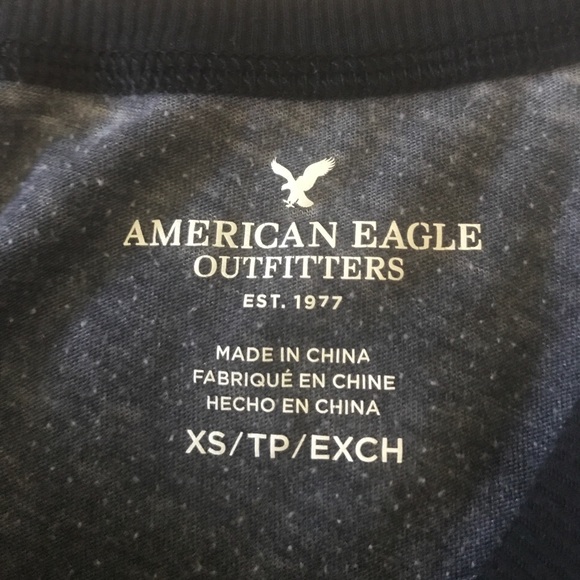 AMERICAN EAGLE
OUTFITTERS
EST. 1977
MADE IN CHINA
FABRIQUÉ EN CHINE
HECHO EN CHINA
XS/TP/EXCH